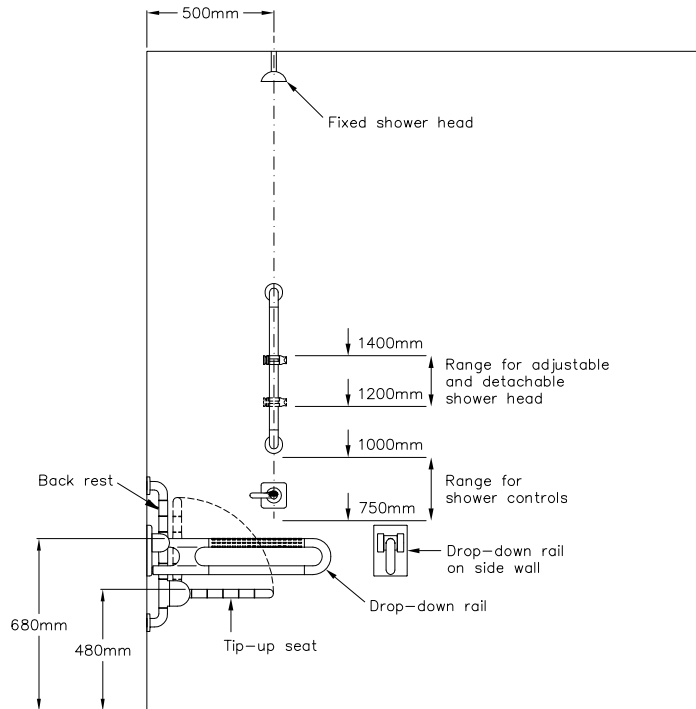 500mm
Fixed shower head
1400mm
Range for adjustable
and detachable
shower head
1200mm
1000mm
Range for
shower controls
Back rest
750mm
Drop-down rail
on side wall
Drop-down rail
680mm
Tip-up seat
480mm